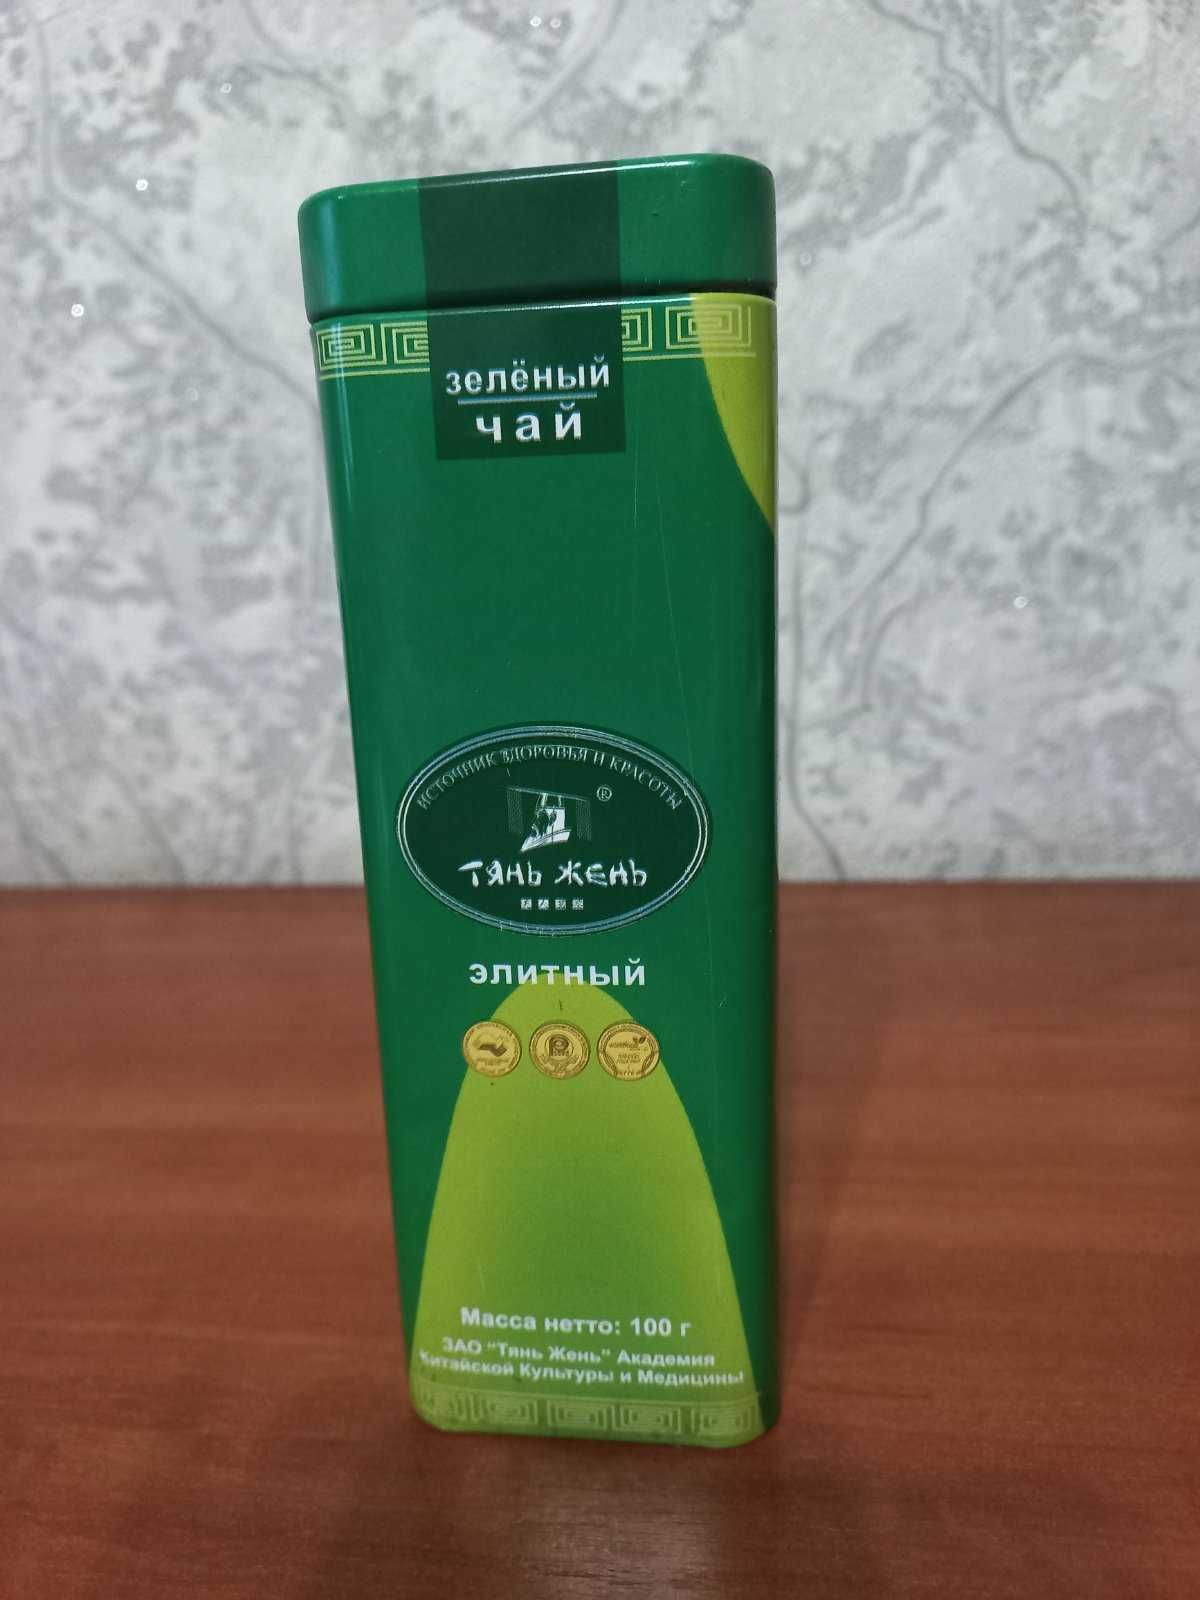 зелёный
чай
ИСТОЧНИК ЗДОРОВЬЯ И КРАСОТЫ
®
ТЯНЬ ЖЕНЬ
элитный
Масса нетто: 100 г
ЗАО "Тянь Жень" Академия
Китайской Культуры и Медицины